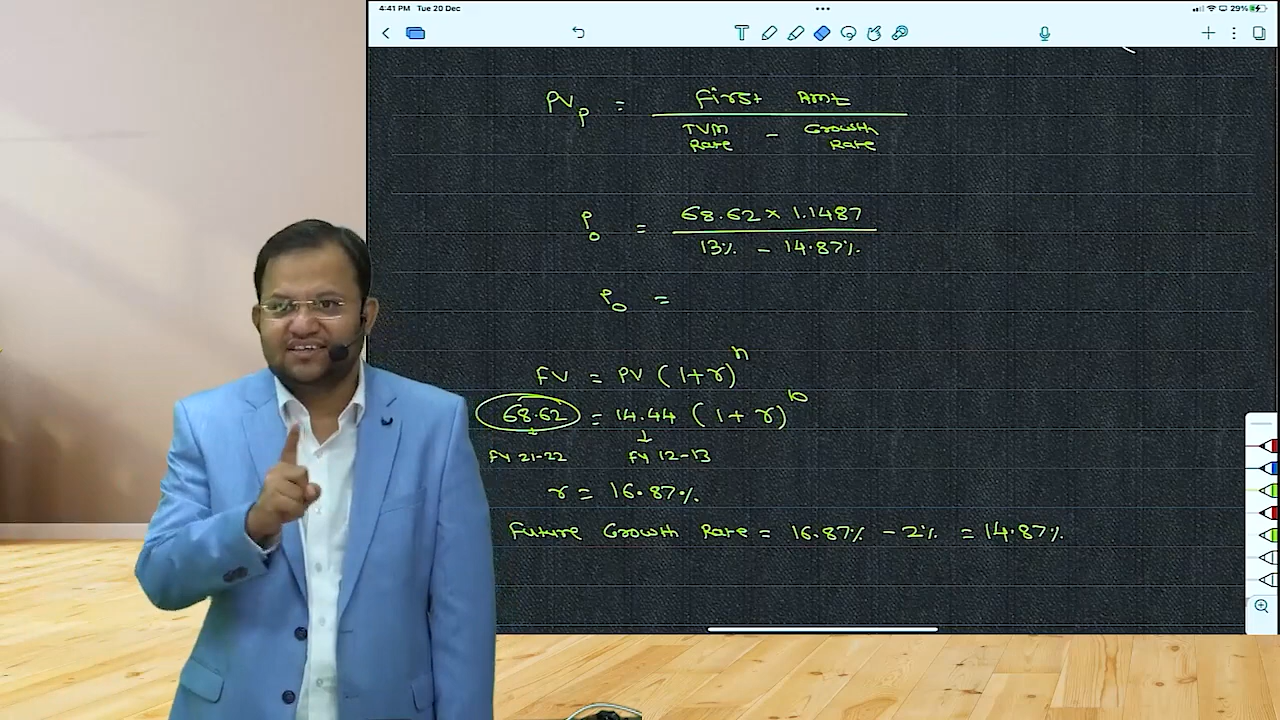 4:41 PM Tue 20 Dec
29%
T
PVp = First Amt
TVM Rate - Growth Rate
P0 = 68.62 x 1.1487
13% - 14.87%
P0 =
FV = PV (1+r)^n
68.62 = 14.44 (1+r)^10
FY 21-22 FY 12-13
r = 16.87%
Future Growth Rate = 16.87% - 2% = 14.87%